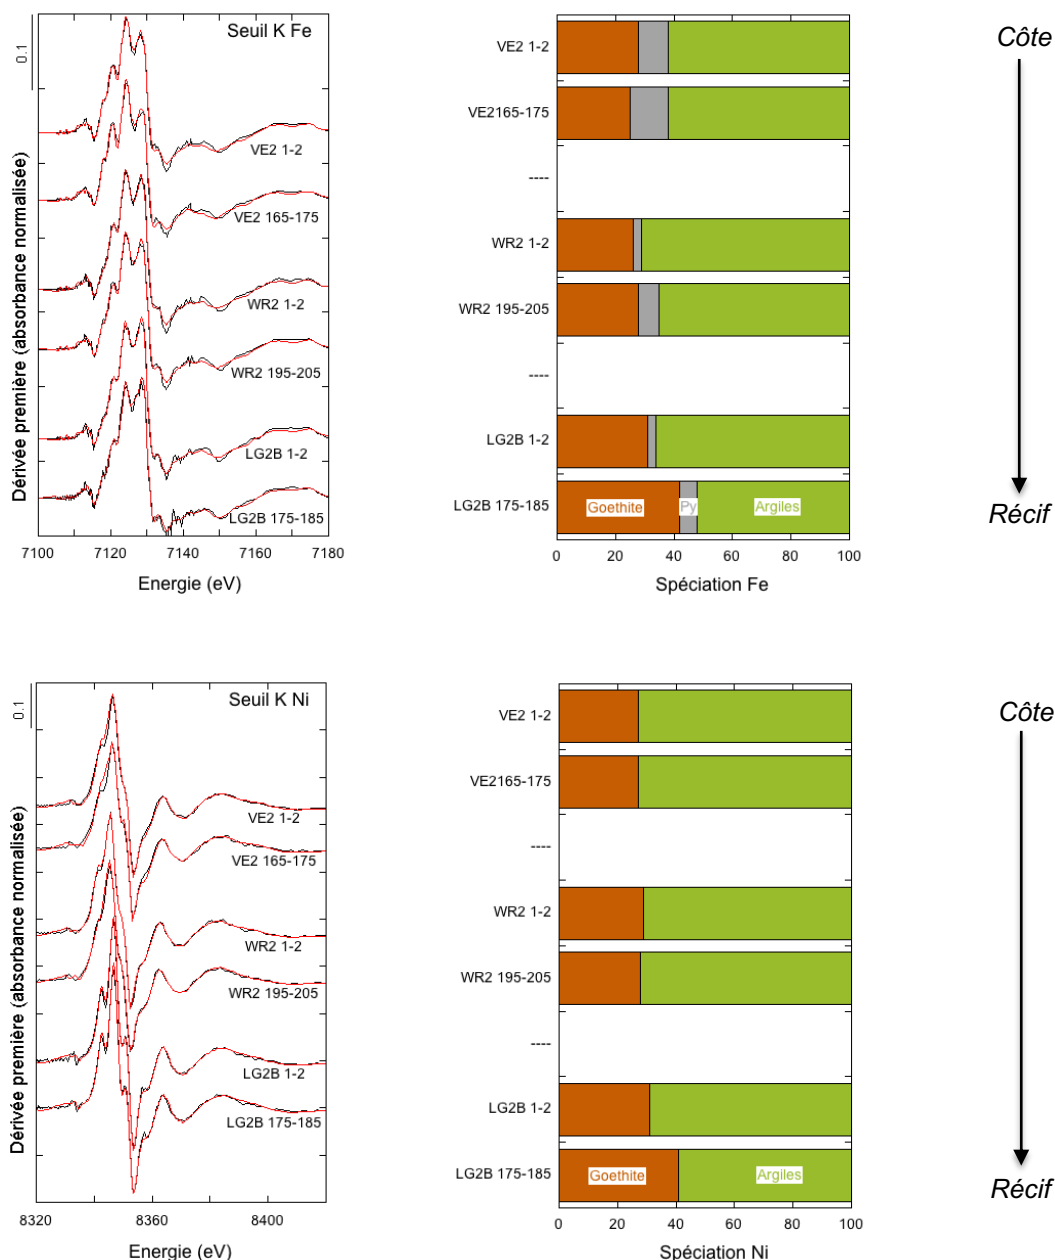 Seuil K Fe
0.1
Dérivée première (absorbance normalisée)
VE2 1-2
VE2 165-175
WR2 1-2
WR2 195-205
LG2B 1-2
LG2B 175-185
7100 7120 7140 7160 7180
Energie (eV)
VE2 1-2
VE2165-175
----
WR2 1-2
WR2 195-205
----
LG2B 1-2
LG2B 175-185
Goethite Py Argiles
0 20 40 60 80 100
Spéciation Fe
Côte
Récif
Seuil K Ni
0.1
Dérivée première (absorbance normalisée)
VE2 1-2
VE2 165-175
WR2 1-2
WR2 195-205
LG2B 1-2
LG2B 175-185
8320 8360 8400
Energie (eV)
VE2 1-2
VE2165-175
----
WR2 1-2
WR2 195-205
----
LG2B 1-2
LG2B 175-185
Goethite Argiles
0 20 40 60 80 100
Spéciation Ni
Côte
Récif